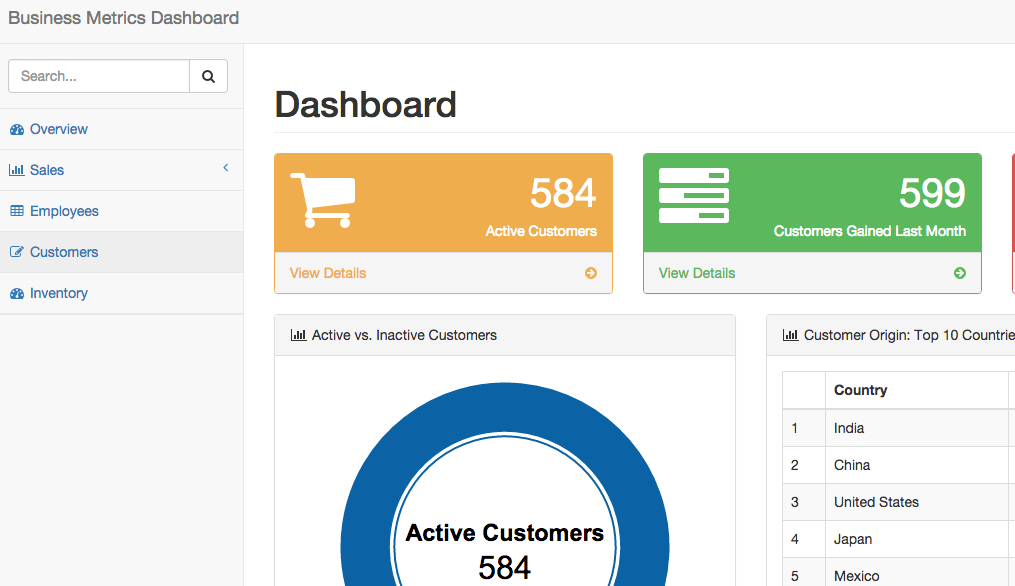 Business Metrics Dashboard
Search...
Overview
Sales
Employees
Customers
Inventory
Dashboard
584
Active Customers
View Details
599
Customers Gained Last Month
View Details
Active vs. Inactive Customers
Active Customers
584
Customer Origin: Top 10 Countrie
Country
1 India
2 China
3 United States
4 Japan
5 Mexico